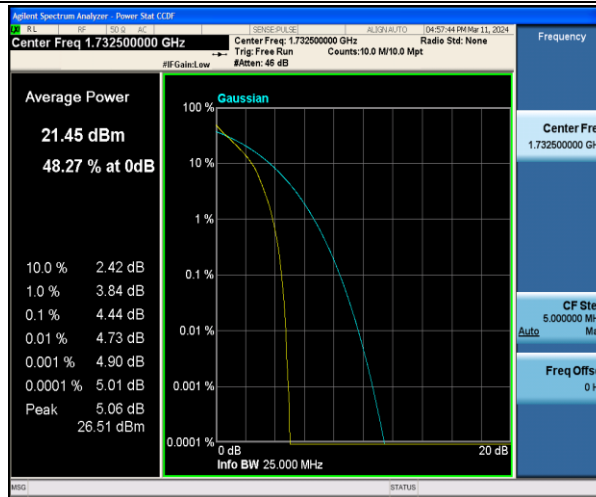 Agilent Spectrum Analyzer - Power Stat CCDF
RL RF 50 Ω AC SENSE:PULSE ALIGN AUTO 04:57:44 PM Mar 11, 2024
Center Freq 1.732500000 GHz
Center Freq: 1.732500000 GHz Radio Std: None
Trig: Free Run Counts:10.0 M/10.0 Mpt
#IFGain:Low #Atten: 46 dB
Frequency
Average Power
21.45 dBm
48.27 % at 0dB
10.0 % 2.42 dB
1.0 % 3.84 dB
0.1 % 4.44 dB
0.01 % 4.73 dB
0.001 % 4.90 dB
0.0001 % 5.01 dB
Peak 5.06 dB
26.51 dBm
Gaussian
100 %
10 %
1 %
0.1 %
0.01 %
0.001 %
0.0001 %
0 dB 20 dB
Info BW 25.000 MHz
Center Fre
1.732500000 GH
CF Ste
5.000000 MH
Auto Ma
Freq Offs
0 H
MSG STATUS